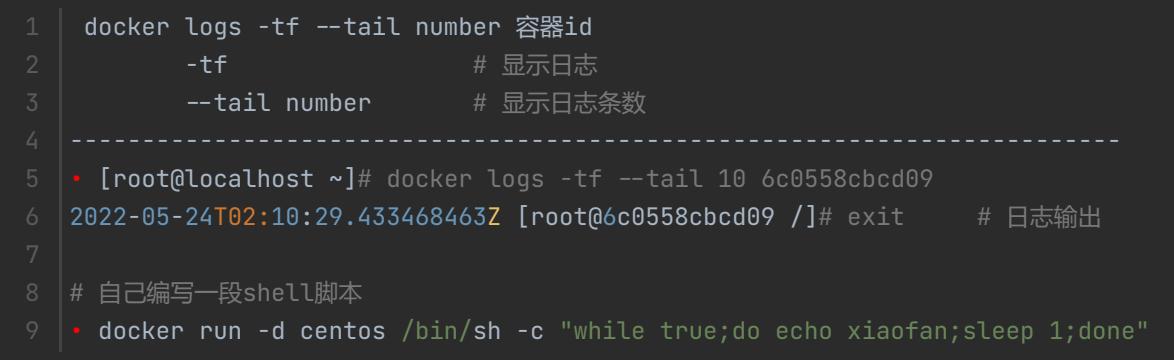 1 docker logs -tf --tail number 容器id
2 -tf # 显示日志
3 --tail number # 显示日志条数
4 -----------------------------------------------------------------------
5 • [root@localhost ~]# docker logs -tf --tail 10 6c0558cbcd09
6 2022-05-24T02:10:29.433468463Z [root@6c0558cbcd09 /]# exit # 日志输出
7
8 # 自己编写一段shell脚本
9 • docker run -d centos /bin/sh -c "while true;do echo xiaofan;sleep 1;done"